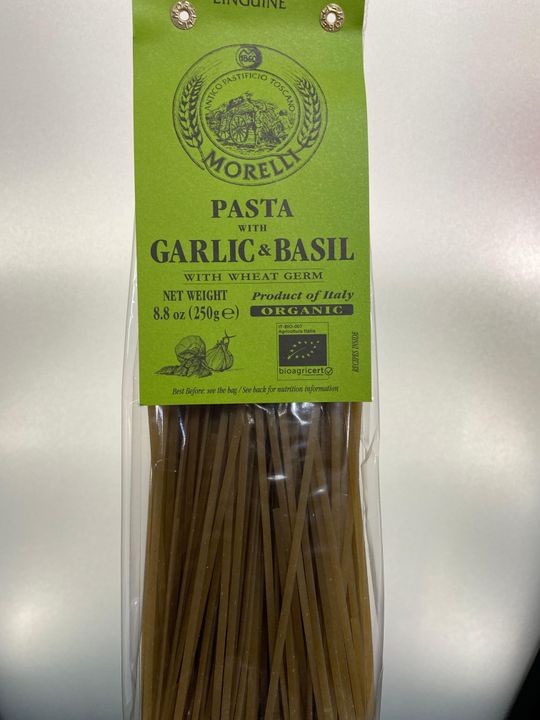 LINGUINE
1860
ANTICO PASTIFICIO TOSCANO
MORELLI
PASTA
WITH
GARLIC & BASIL
WITH WHEAT GERM
NET WEIGHT
8.8 oz (250g ℮)
Product of Italy
ORGANIC
IT-BIO-007
Agricoltura Italia
bioagricert
RECIPES INSIDE
Best Before: see the bag / See back for nutrition information